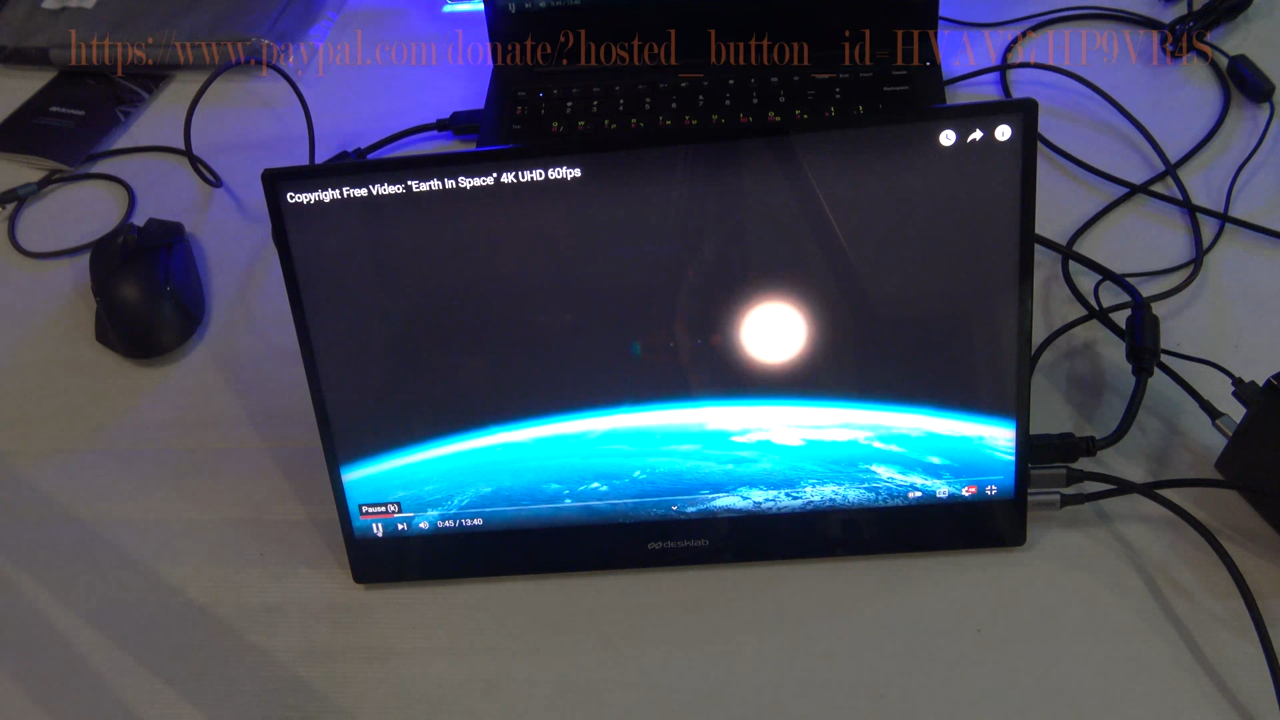 https://www.paypal.com/donate/?hosted_button_id=HVAV37HP9VR4S
Copyright Free Video: "Earth In Space" 4K UHD 60fps
Pause (k)
0:45 / 13:40
desklab